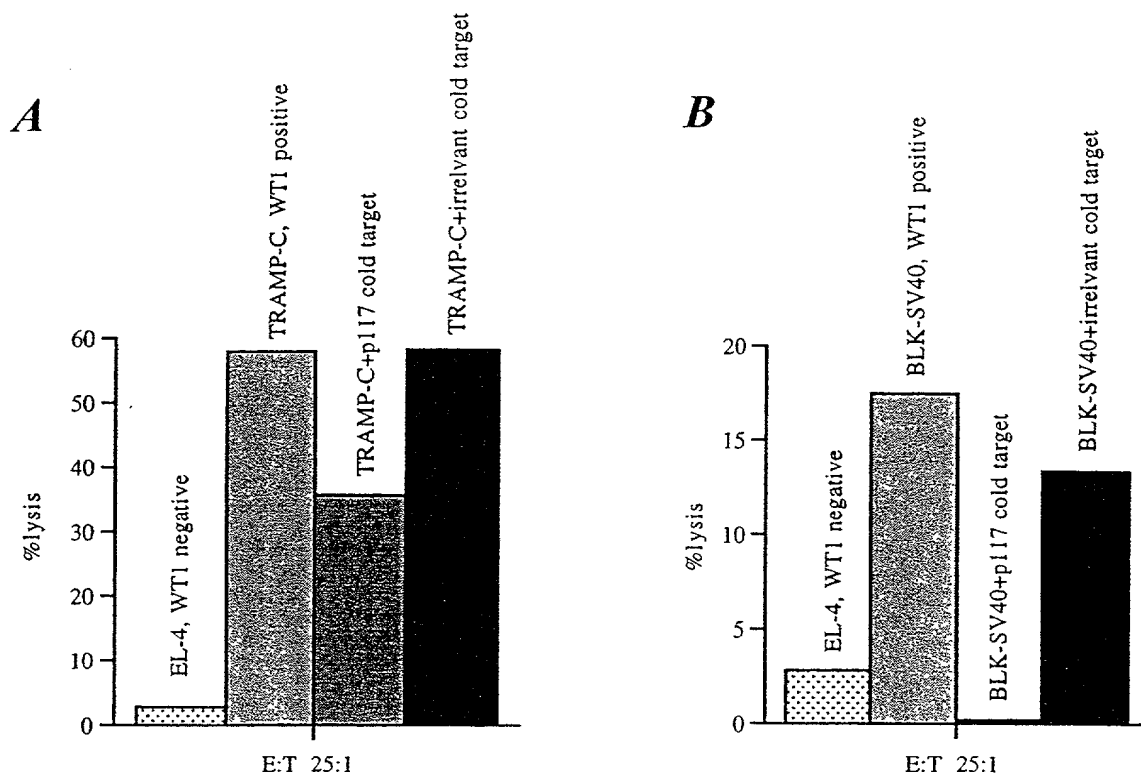 A
%lysis
60
50
40
30
20
10
0
EL-4, WT1 negative
TRAMP-C, WT1 positive
TRAMP-C+p117 cold target
TRAMP-C+irrelvant cold target
E:T 25:1
B
%lysis
20
15
10
5
0
EL-4, WT1 negative
BLK-SV40, WT1 positive
BLK-SV40+p117 cold target
BLK-SV40+irrelvant cold target
E:T 25:1